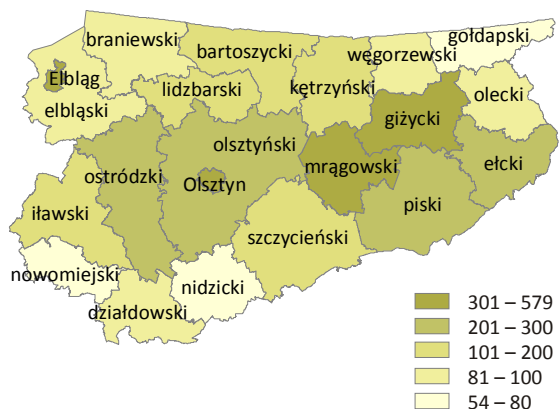 gołdapski
braniewski
bartoszycki
węgorzewski
Elbląg
lidzbarski
kętrzyński
olecki
elbląski
giżycki
olsztyński
ostródzki
mrągowski
ełcki
Olsztyn
piski
iławski
szczycieński
nowomiejski
nidzicki
działdowski
301 – 579
201 – 300
101 – 200
81 – 100
54 – 80